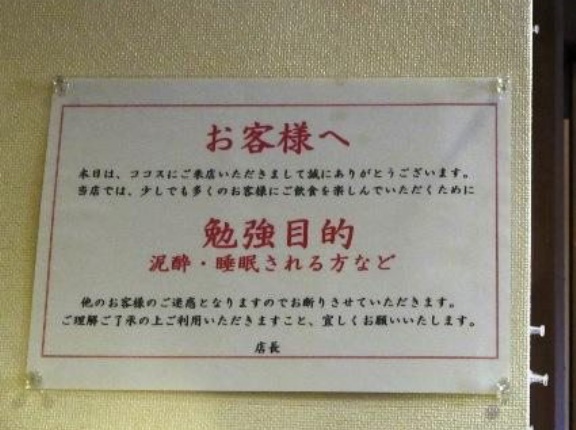 お客様へ
本日は、ココスにご来店いただきまして誠にありがとうございます。
当店では、少しでも多くのお客様にご飲食を楽しんでいただくために
勉強目的
泥酔・睡眠される方など
他のお客様のご迷惑となりますのでお断りさせていただきます。
ご理解ご了承の上ご利用いただきますこと、宜しくお願いいたします。
店長